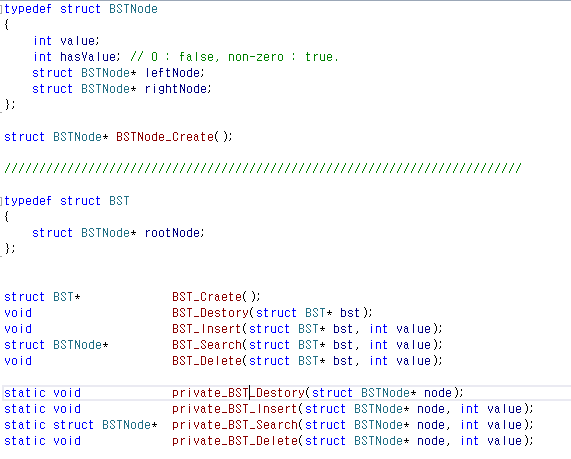 typedef struct BSTNode
{
    int value;
    int hasValue; // 0 : false, non-zero : true.
    struct BSTNode* leftNode;
    struct BSTNode* rightNode;
};
struct BSTNode* BSTNode_Create();
//////////////////////////////////////////////////////////////////////////
typedef struct BST
{
    struct BSTNode* rootNode;
};
struct BST*             BST_Craete();
void                    BST_Destory(struct BST* bst);
void                    BST_Insert(struct BST* bst, int value);
struct BSTNode*         BST_Search(struct BST* bst, int value);
void                    BST_Delete(struct BST* bst, int value);
static void             private_BST_Destory(struct BSTNode* node);
static void             private_BST_Insert(struct BSTNode* node, int value);
static struct BSTNode*  private_BST_Search(struct BSTNode* node, int value);
static void             private_BST_Delete(struct BSTNode* node, int value);